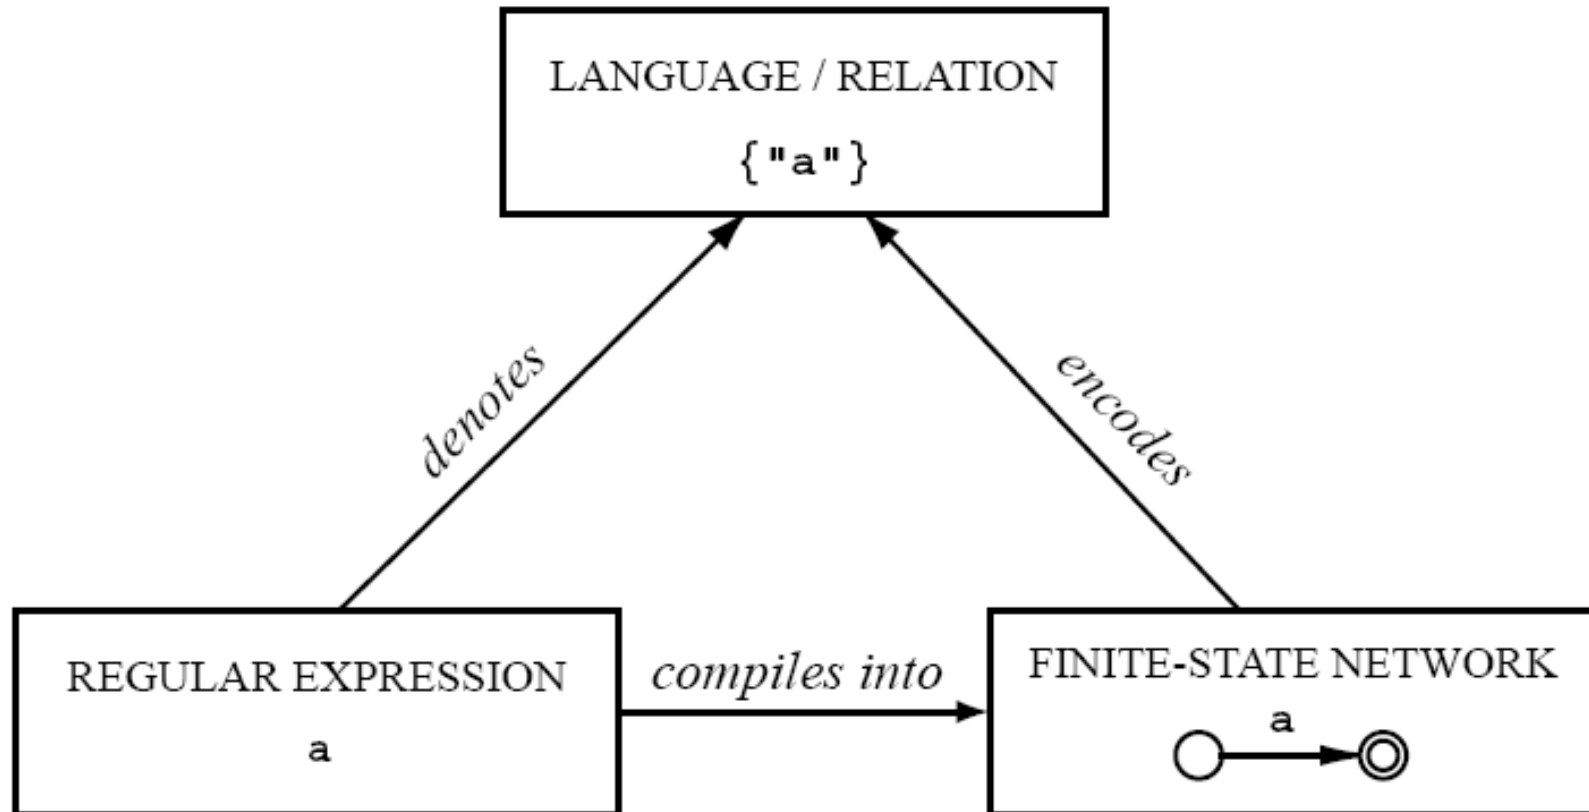 LANGUAGE / RELATION
{"a"}
denotes
encodes
REGULAR EXPRESSION
a
compiles into
FINITE-STATE NETWORK
a